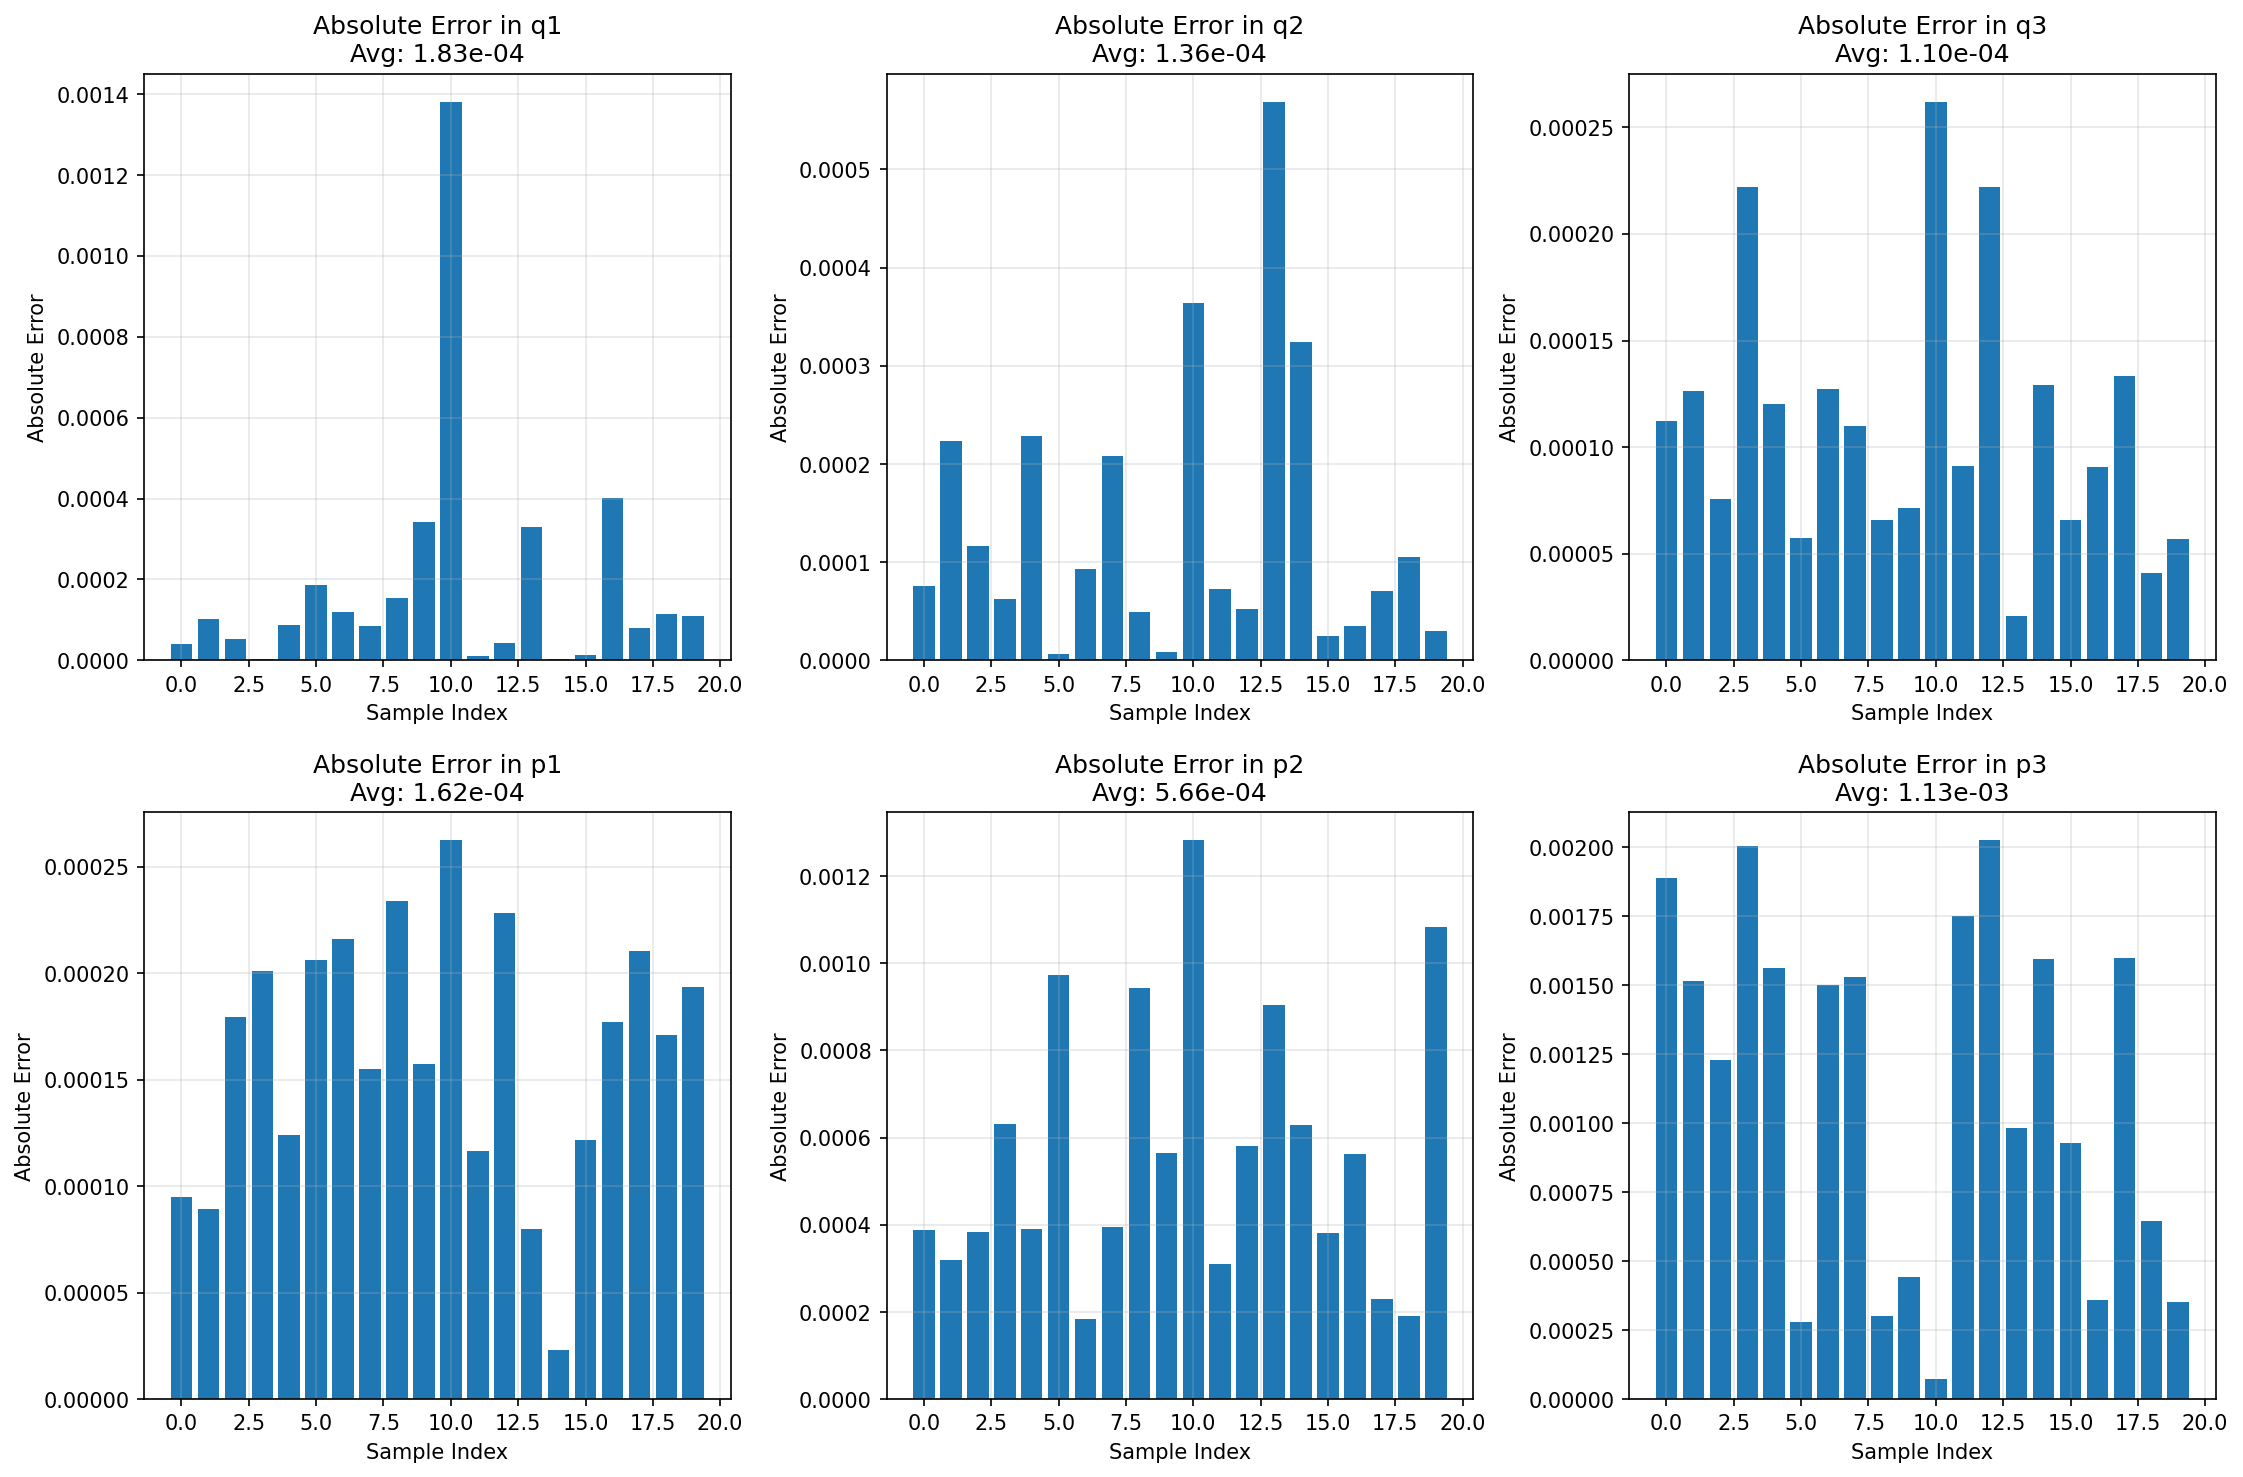 Absolute Error in q1
Avg: 1.83e-04
0.0014
0.0012
0.0010
0.0008
0.0006
0.0004
0.0002
0.0000
Absolute Error
0.0 2.5 5.0 7.5 10.0 12.5 15.0 17.5 20.0
Sample Index
Absolute Error in q2
Avg: 1.36e-04
0.0005
0.0004
0.0003
0.0002
0.0001
0.0000
Absolute Error
0.0 2.5 5.0 7.5 10.0 12.5 15.0 17.5 20.0
Sample Index
Absolute Error in q3
Avg: 1.10e-04
0.00025
0.00020
0.00015
0.00010
0.00005
0.00000
Absolute Error
0.0 2.5 5.0 7.5 10.0 12.5 15.0 17.5 20.0
Sample Index
Absolute Error in p1
Avg: 1.62e-04
0.00025
0.00020
0.00015
0.00010
0.00005
0.00000
Absolute Error
0.0 2.5 5.0 7.5 10.0 12.5 15.0 17.5 20.0
Sample Index
Absolute Error in p2
Avg: 5.66e-04
0.0012
0.0010
0.0008
0.0006
0.0004
0.0002
0.0000
Absolute Error
0.0 2.5 5.0 7.5 10.0 12.5 15.0 17.5 20.0
Sample Index
Absolute Error in p3
Avg: 1.13e-03
0.00200
0.00175
0.00150
0.00125
0.00100
0.00075
0.00050
0.00025
0.00000
Absolute Error
0.0 2.5 5.0 7.5 10.0 12.5 15.0 17.5 20.0
Sample Index